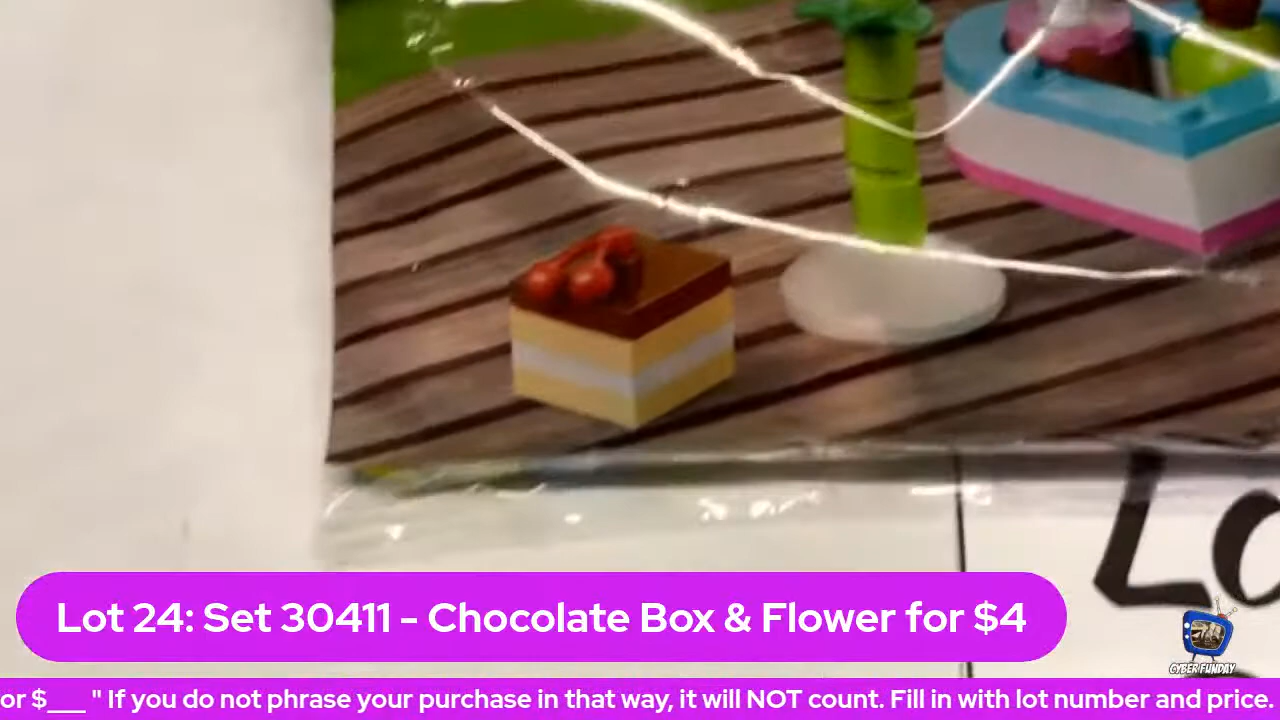 Lo
Lot 24: Set 30411 - Chocolate Box & Flower for $4
CYBER FUNDAY
or $___ " If you do not phrase your purchase in that way, it will NOT count. Fill in with lot number and price.